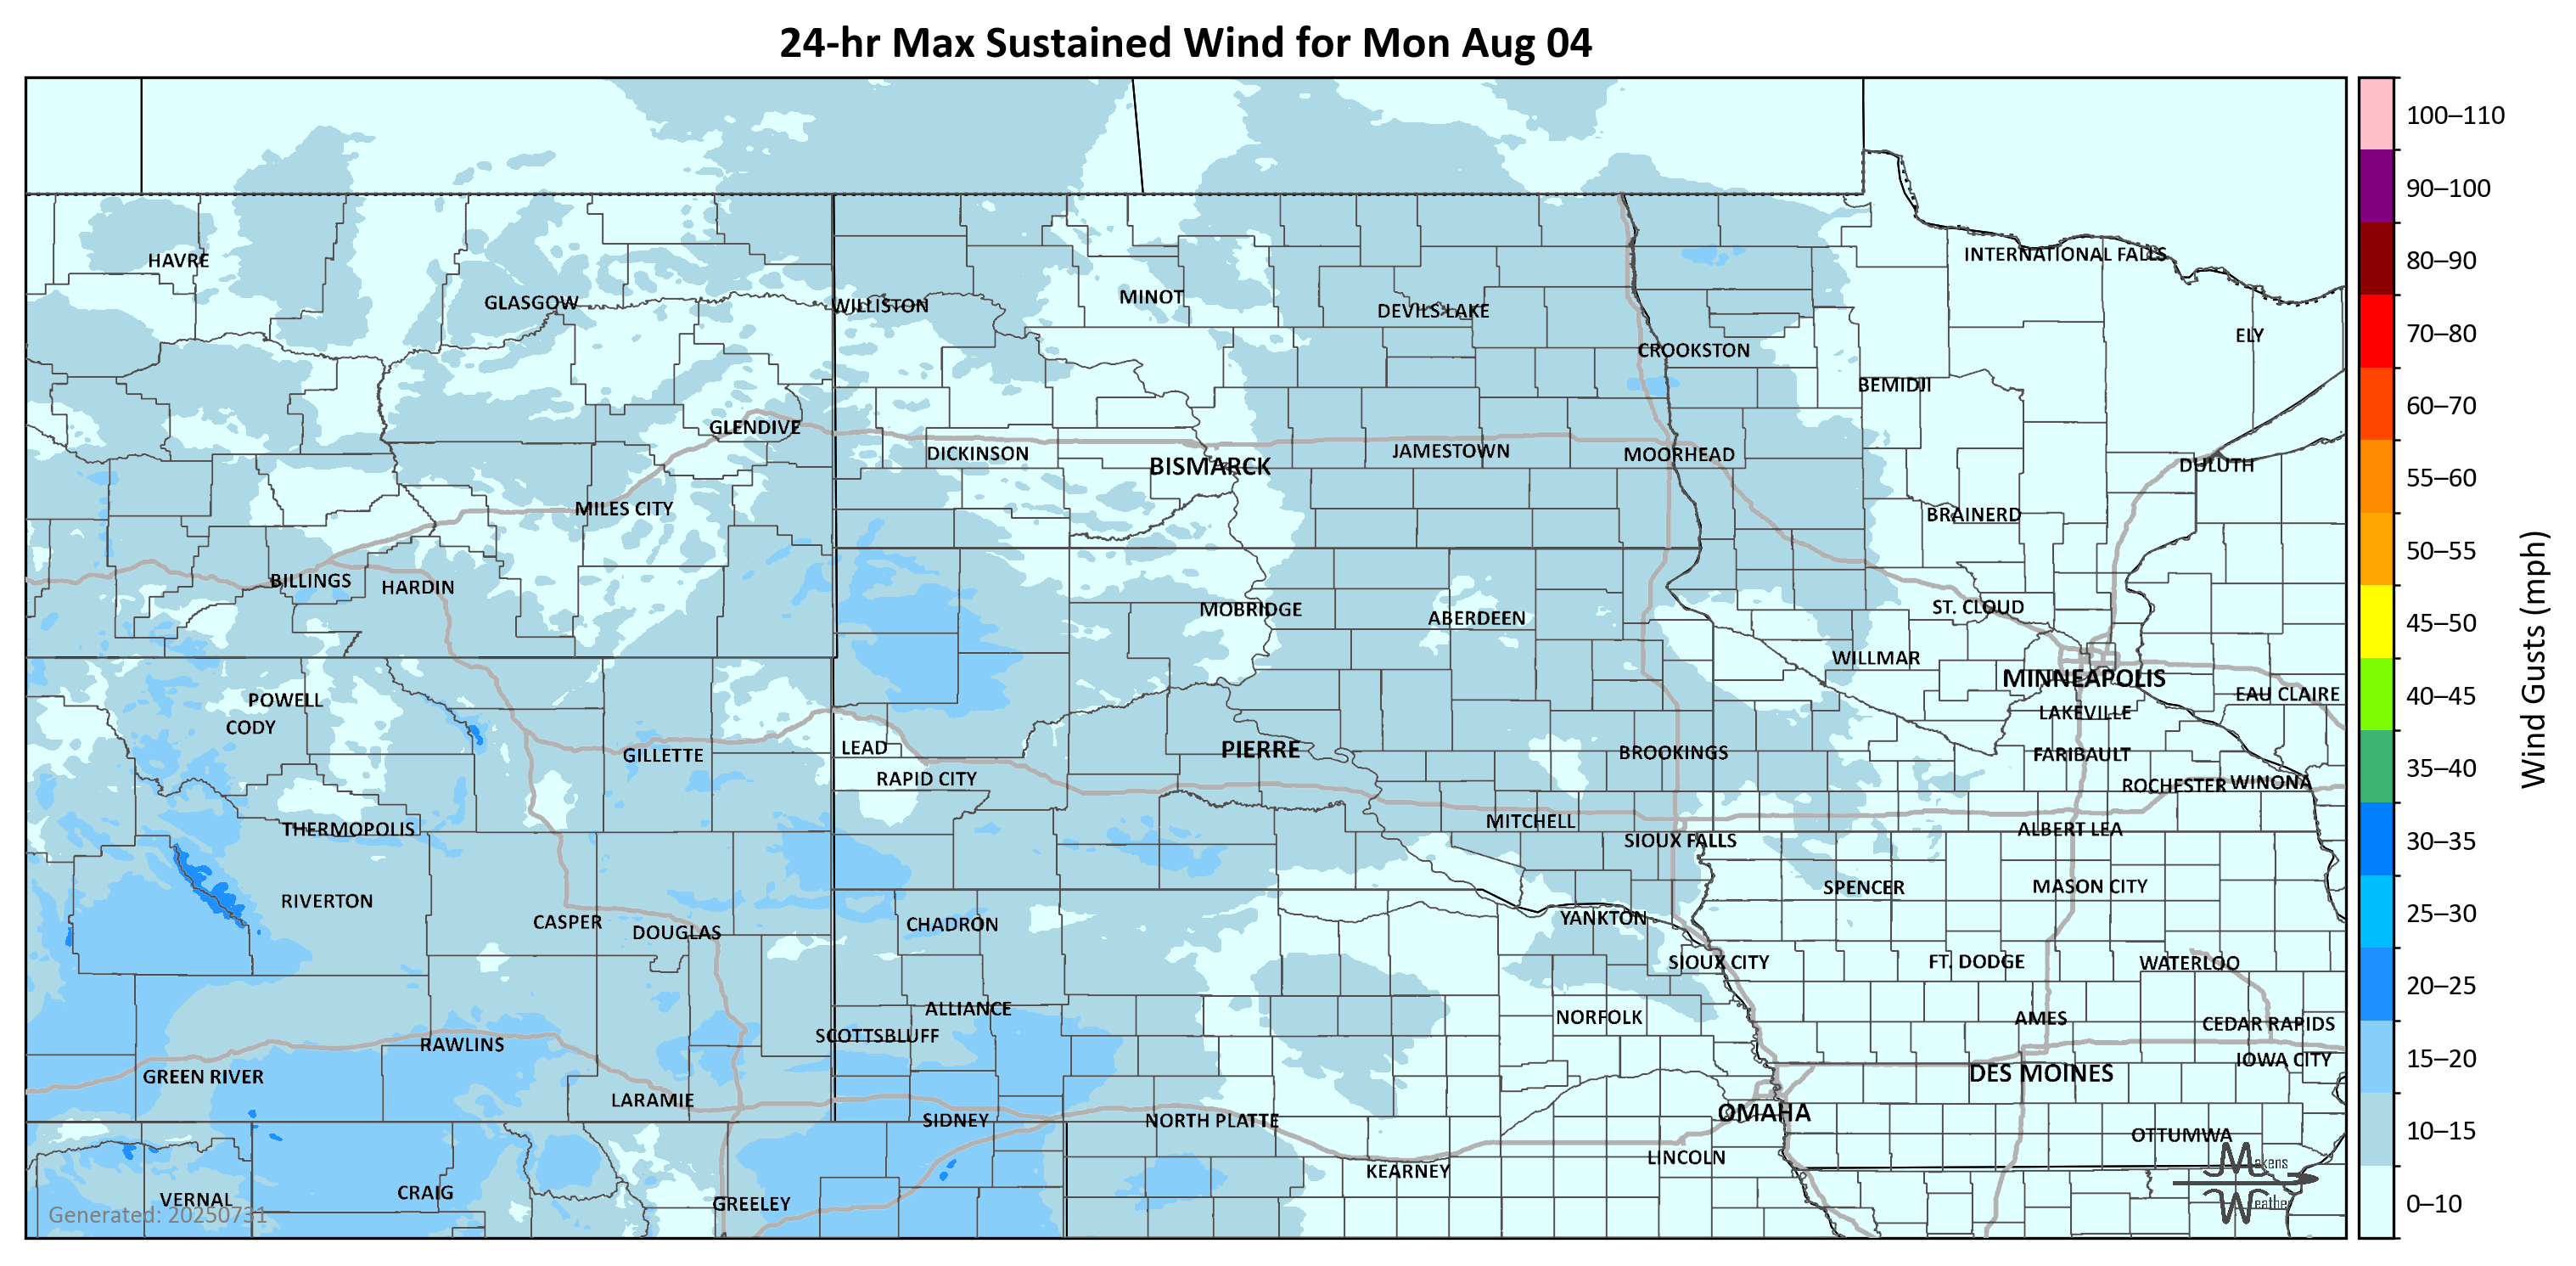 24-hr Max Sustained Wind for Mon Aug 04
100–110
90–100
80–90
70–80
60–70
55–60
50–55
45–50
40–45
35–40
30–35
25–30
20–25
15–20
10–15
0–10
Wind Gusts (mph)
HAVRE
GLASGOW
WILLISTON
MINOT
DEVILS LAKE
INTERNATIONAL FALLS
ELY
CROOKSTON
BEMIDJI
GLENDIVE
DICKINSON
BISMARCK
JAMESTOWN
MOORHEAD
DULUTH
MILES CITY
BRAINERD
BILLINGS
HARDIN
MOBRIDGE
ABERDEEN
ST. CLOUD
WILLMAR
MINNEAPOLIS
EAU CLAIRE
POWELL
CODY
LAKEVILLE
GILLETTE
LEAD
PIERRE
BROOKINGS
FARIBAULT
RAPID CITY
ROCHESTER
WINONA
THERMOPOLIS
MITCHELL
SIOUX FALLS
ALBERT LEA
RIVERTON
SPENCER
MASON CITY
CASPER
DOUGLAS
CHADRON
YANKTON
SIOUX CITY
FT. DODGE
WATERLOO
ALLIANCE
NORFOLK
AMES
CEDAR RAPIDS
RAWLINS
SCOTTSBLUFF
IOWA CITY
GREEN RIVER
DES MOINES
LARAMIE
SIDNEY
NORTH PLATTE
OMAHA
OTTUMWA
KEARNEY
LINCOLN
VERNAL
CRAIG
GREELEY
Generated: 20250731
Makens
Weather